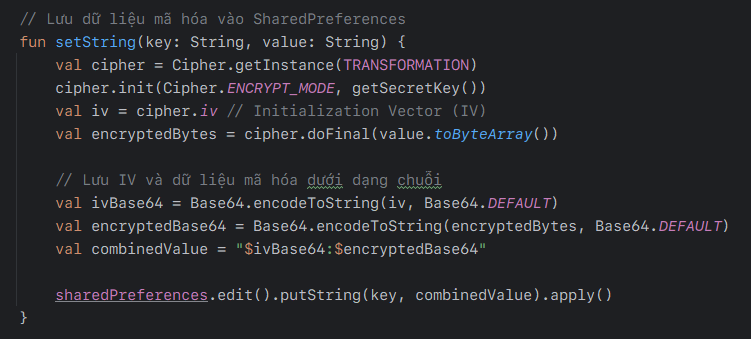 // Lưu dữ liệu mã hóa vào SharedPreferences
fun setString(key: String, value: String) {
    val cipher = Cipher.getInstance(TRANSFORMATION)
    cipher.init(Cipher.ENCRYPT_MODE, getSecretKey())
    val iv = cipher.iv // Initialization Vector (IV)
    val encryptedBytes = cipher.doFinal(value.toByteArray())

    // Lưu IV và dữ liệu mã hóa dưới dạng chuỗi
    val ivBase64 = Base64.encodeToString(iv, Base64.DEFAULT)
    val encryptedBase64 = Base64.encodeToString(encryptedBytes, Base64.DEFAULT)
    val combinedValue = "$ivBase64:$encryptedBase64"

    sharedPreferences.edit().putString(key, combinedValue).apply()
}